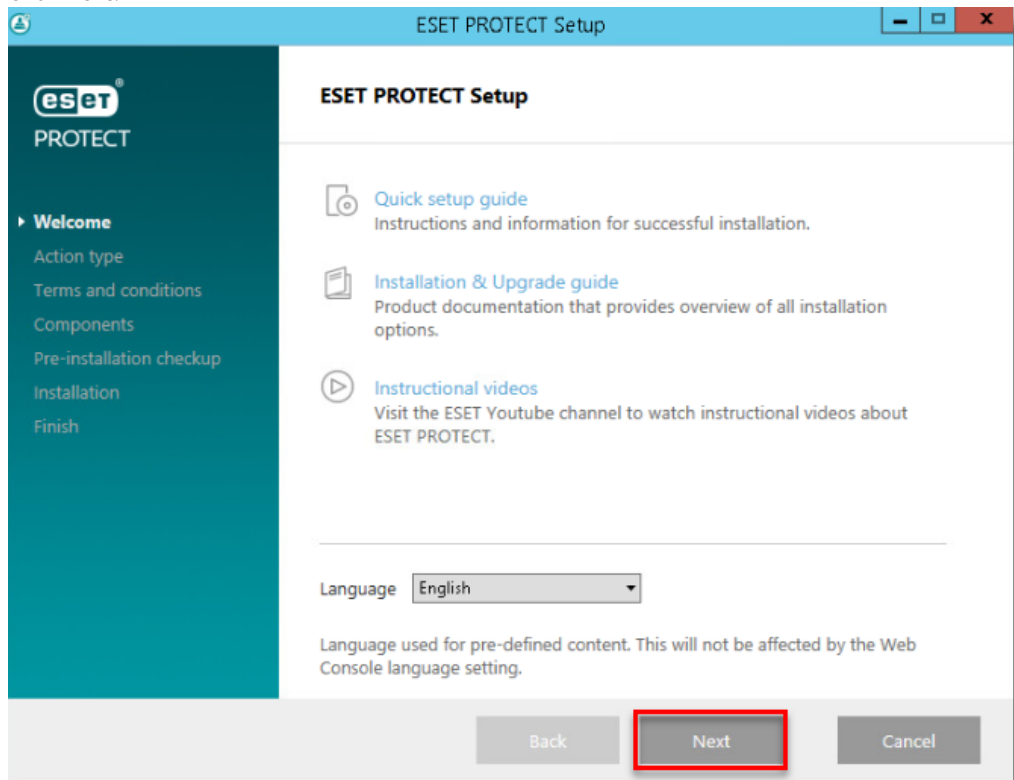 ESET PROTECT Setup
eseT®
PROTECT
ESET PROTECT Setup
Welcome
Action type
Terms and conditions
Components
Pre-installation checkup
Installation
Finish
Quick setup guide
Instructions and information for successful installation.
Installation & Upgrade guide
Product documentation that provides overview of all installation
options.
Instructional videos
Visit the ESET Youtube channel to watch instructional videos about
ESET PROTECT.
Language English
Language used for pre-defined content. This will not be affected by the Web
Console language setting.
Back Next Cancel